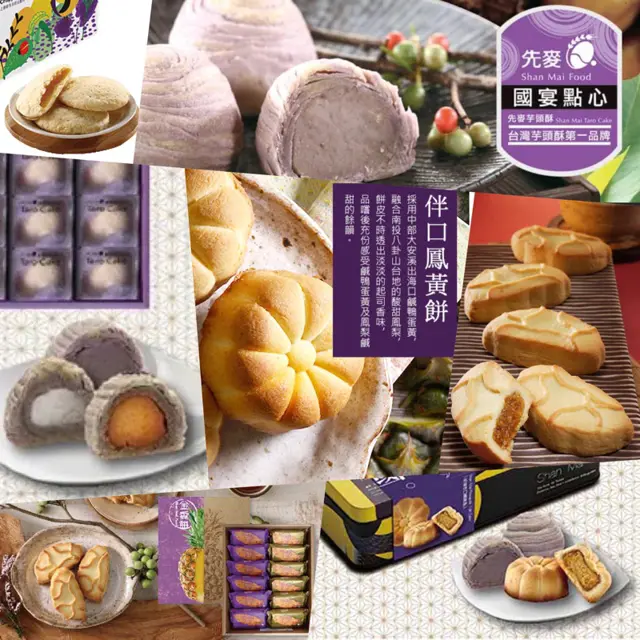 先麥
Shan Mai Food
國宴點心
先麥芋頭酥 Shan Mai Taro Cake
台灣芋頭酥第一品牌
伴口鳳黃餅
採用中部大安溪出海口鹹鴨蛋黃,
融合南投八卦山台地的酸甜鳳梨,
餅皮不時透出淡淡的起司香味,
品嚐後充份感受鹹鴨蛋黃及鳳梨鹹
甜的餘韻。
Taro Cake
Shan Mai